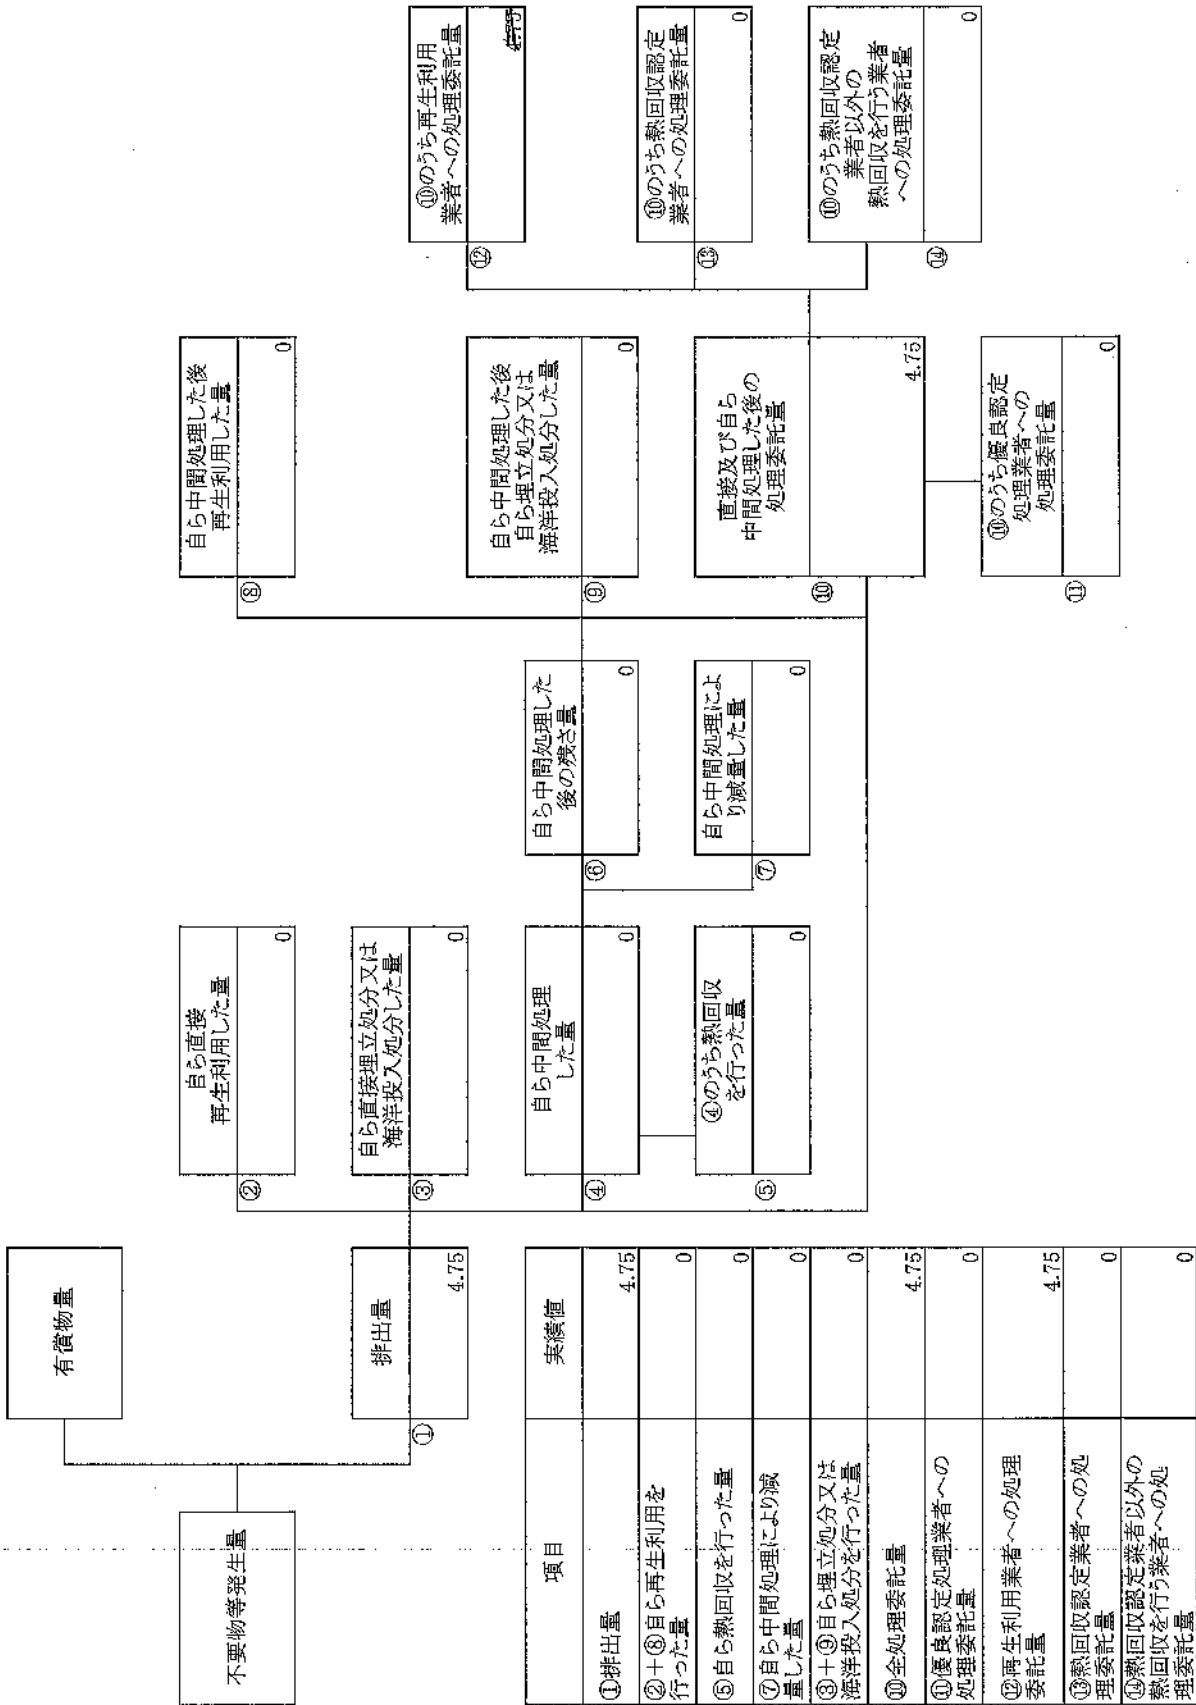 不要物等発生量
有償物量
排出量
①
4.75
②
自ら直接
再生利用した量
0
③
自ら直接埋立処分又は
海洋投入処分した量
0
④
自ら中間処理
した量
0
⑤
④のうち熱回収
を行った量
0
⑥
自ら中間処理した
後の残さ量
0
⑦
自ら中間処理によ
り減量した量
0
⑧
自ら中間処理した後
再生利用した量
0
⑨
自ら中間処理した後
自ら埋立処分又は
海洋投入処分した量
0
⑩
直接及び自ら
中間処理した後の
処理委託量
4.75
⑪
⑩のうち優良認定
処理業者への
処理委託量
0
⑫
⑩のうち再生利用
業者への処理委託量
⑬
⑩のうち熱回収認定
業者への処理委託量
0
⑭
⑩のうち熱回収認定
業者以外の
熱回収を行う業者
への処理委託量
0
項目 実績値
①排出量 4.75
②+⑧自ら再生利用を
行った量 0
⑤自ら熱回収を行った量 0
⑦自ら中間処理により減
量した量 0
③+⑨自ら埋立処分又は
海洋投入処分を行った量 0
⑩全処理委託量 4.75
⑪優良認定処理業者への
処理委託量 0
⑫再生利用業者への処理
委託量 4.75
⑬熱回収認定業者への処
理委託量 0
⑭熱回収認定業者以外の
熱回収を行う業者への処
理委託量 0